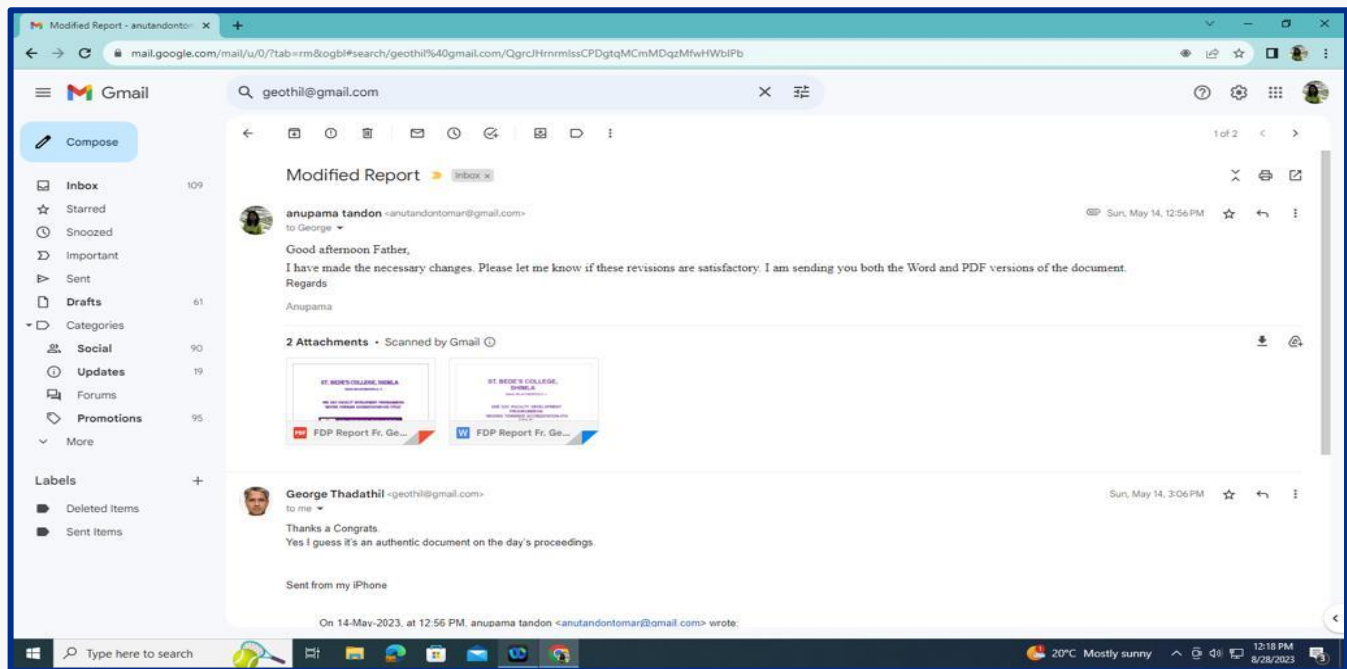 Modified Report - anutandonto
mail.google.com/mail/u/0/?tab=rm&ogbl#search/geothil%40gmail.com/
Gmail
geothil@gmail.com
Compose
1 of 2
Modified Report
Inbox x
Inbox 109
Starred
Snoozed
Important
Sent
Drafts 61
Categories
Social 90
Updates 19
Forums
Promotions 95
More
Labels +
Deleted Items
Sent Items
anupama tandon <anutandontomar@gmail.com>
Sun, May 14, 12:56 PM
to George
Good afternoon Father,
I have made the necessary changes. Please let me know if these revisions are satisfactory. I am sending you both the Word and PDF versions of the document.
Regards
Anupama
2 Attachments • Scanned by Gmail
ST. BEDE'S COLLEGE, SHIMLA
PDF FDP Report Fr. Ge...
ST. BEDE'S COLLEGE,
SHIMLA
W FDP Report Fr. Ge...
George Thadathil <geothil@gmail.com>
Sun, May 14, 3:06 PM
to me
Thanks a Congrats.
Yes I guess it's an authentic document on the day's proceedings.
Sent from my iPhone
On 14-May-2023, at 12:56 PM, anupama tandon <anutandontomar@gmail.com> wrote:
Type here to search
20°C Mostly sunny
12:18 PM
8/28/2023